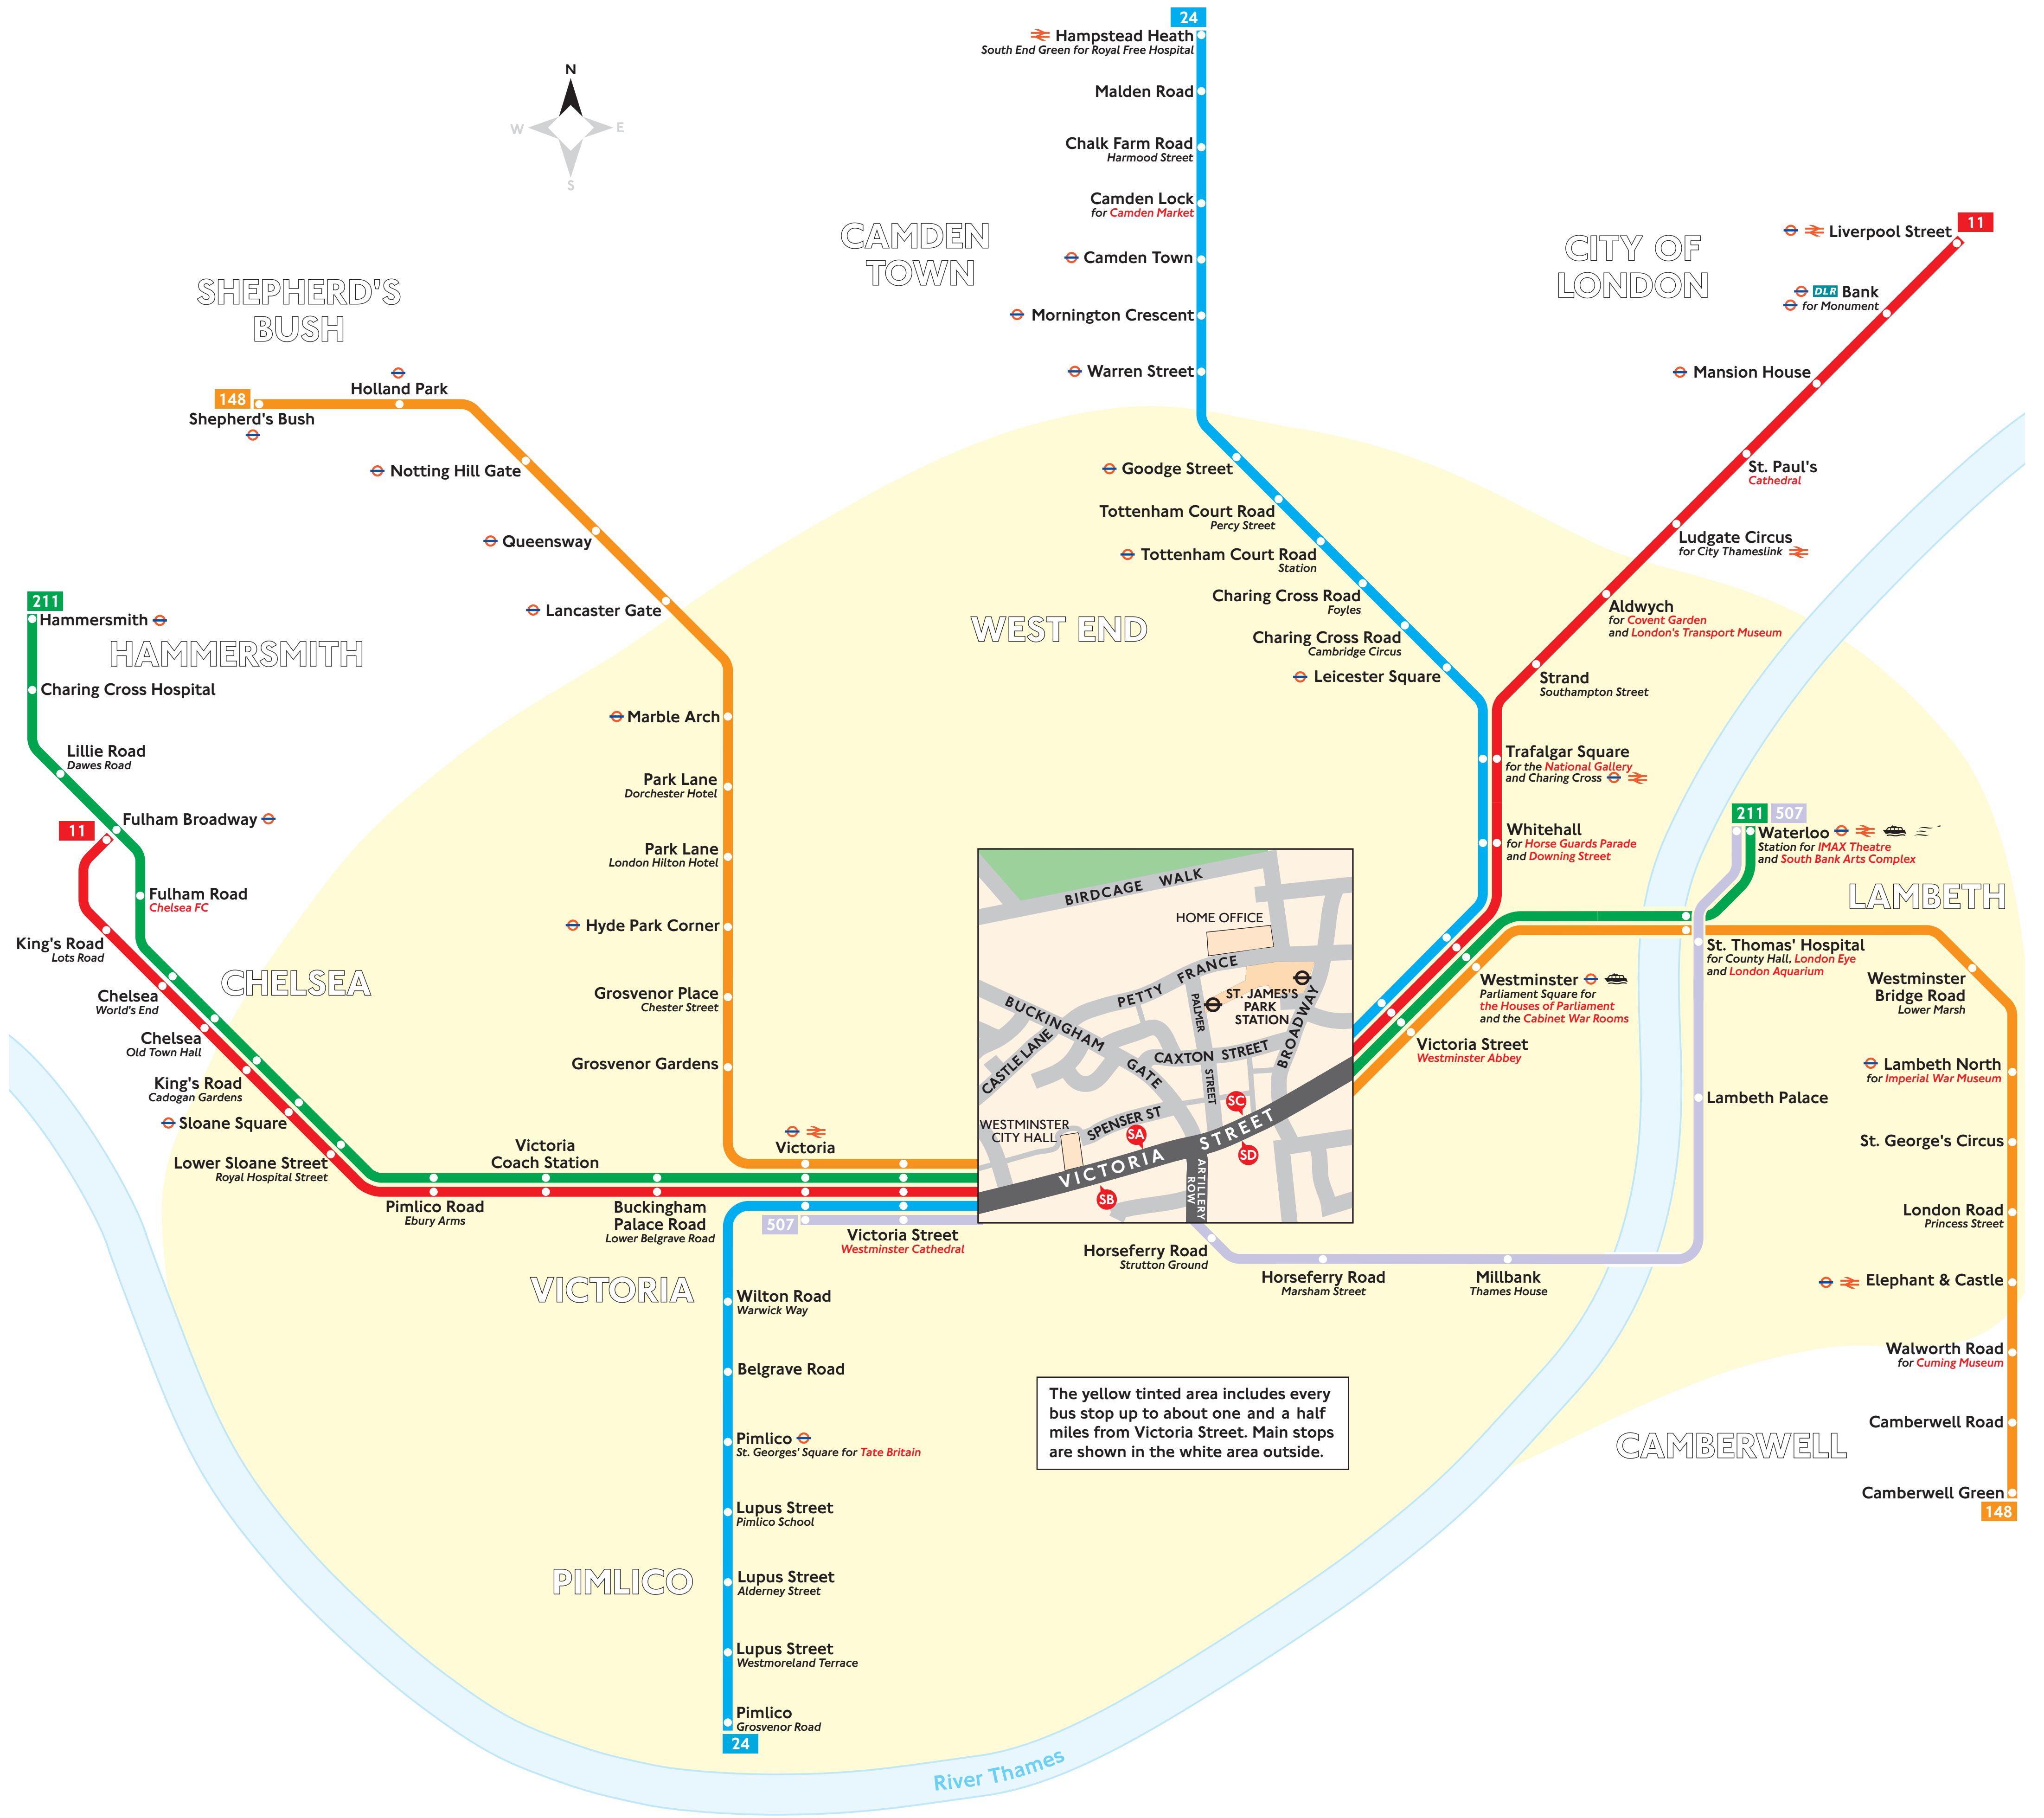 24
Hampstead Heath
South End Green for Royal Free Hospital
Malden Road
Chalk Farm Road
Harmood Street
Camden Lock
for Camden Market
Camden Town
Mornington Crescent
Warren Street
N
W
E
S
CAMDEN
TOWN
CITY OF
LONDON
11
Liverpool Street
DLR Bank
for Monument
Mansion House
St. Paul's
Cathedral
Ludgate Circus
for City Thameslink
Aldwych
for Covent Garden
and London's Transport Museum
Strand
Southampton Street
SHEPHERD'S
BUSH
148
Holland Park
Shepherd's Bush
Notting Hill Gate
Queensway
Lancaster Gate
Goodge Street
Tottenham Court Road
Percy Street
Tottenham Court Road
Station
Charing Cross Road
Foyles
Charing Cross Road
Cambridge Circus
Leicester Square
WEST END
211
Hammersmith
HAMMERSMITH
Charing Cross Hospital
Lillie Road
Dawes Road
Fulham Broadway
11
Fulham Road
Chelsea FC
King's Road
Lots Road
CHELSEA
Chelsea
World's End
Chelsea
Old Town Hall
King's Road
Cadogan Gardens
Sloane Square
Lower Sloane Street
Royal Hospital Street
Marble Arch
Park Lane
Dorchester Hotel
Park Lane
London Hilton Hotel
Hyde Park Corner
Grosvenor Place
Chester Street
Grosvenor Gardens
Trafalgar Square
for the National Gallery
and Charing Cross
Whitehall
for Horse Guards Parade
and Downing Street
211
507
Waterloo
Station for IMAX Theatre
and South Bank Arts Complex
LAMBETH
St. Thomas' Hospital
for County Hall, London Eye
and London Aquarium
Westminster
Parliament Square for
the Houses of Parliament
and the Cabinet War Rooms
Victoria Street
Westminster Abbey
Westminster
Bridge Road
Lower Marsh
Lambeth North
for Imperial War Museum
Lambeth Palace
St. George's Circus
London Road
Princess Street
Elephant & Castle
Walworth Road
for Cuming Museum
Camberwell Road
CAMBERWELL
Camberwell Green
148
BIRDCAGE WALK
HOME OFFICE
PETTY FRANCE
ST. JAMES'S
PARK
STATION
PALMER
STREET
BROADWAY
BUCKINGHAM
GATE
CASTLE LANE
CAXTON STREET
SC
WESTMINSTER
CITY HALL
SPENSER ST
SA
VICTORIA STREET
SD
SB
ARTILLERY
ROW
Victoria
Coach Station
Victoria
Pimlico Road
Ebury Arms
Buckingham
Palace Road
Lower Belgrave Road
507
Victoria Street
Westminster Cathedral
Horseferry Road
Strutton Ground
Horseferry Road
Marsham Street
Millbank
Thames House
VICTORIA
Wilton Road
Warwick Way
Belgrave Road
Pimlico
St. Georges' Square for Tate Britain
Lupus Street
Pimlico School
PIMLICO
Lupus Street
Alderney Street
Lupus Street
Westmoreland Terrace
Pimlico
Grosvenor Road
24
The yellow tinted area includes every
bus stop up to about one and a half
miles from Victoria Street. Main stops
are shown in the white area outside.
River Thames